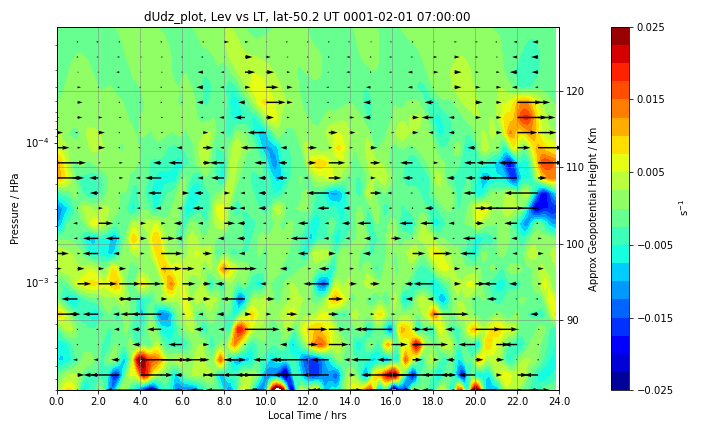 dUdz_plot, Lev vs LT, lat-50.2 UT 0001-02-01 07:00:00
0.025
0.015
0.005
−0.005
−0.015
−0.025
s⁻¹
120
110
100
90
Approx Geopotential Height / Km
10⁻⁴
10⁻³
Pressure / HPa
0.0 2.0 4.0 6.0 8.0 10.0 12.0 14.0 16.0 18.0 20.0 22.0 24.0
Local Time / hrs